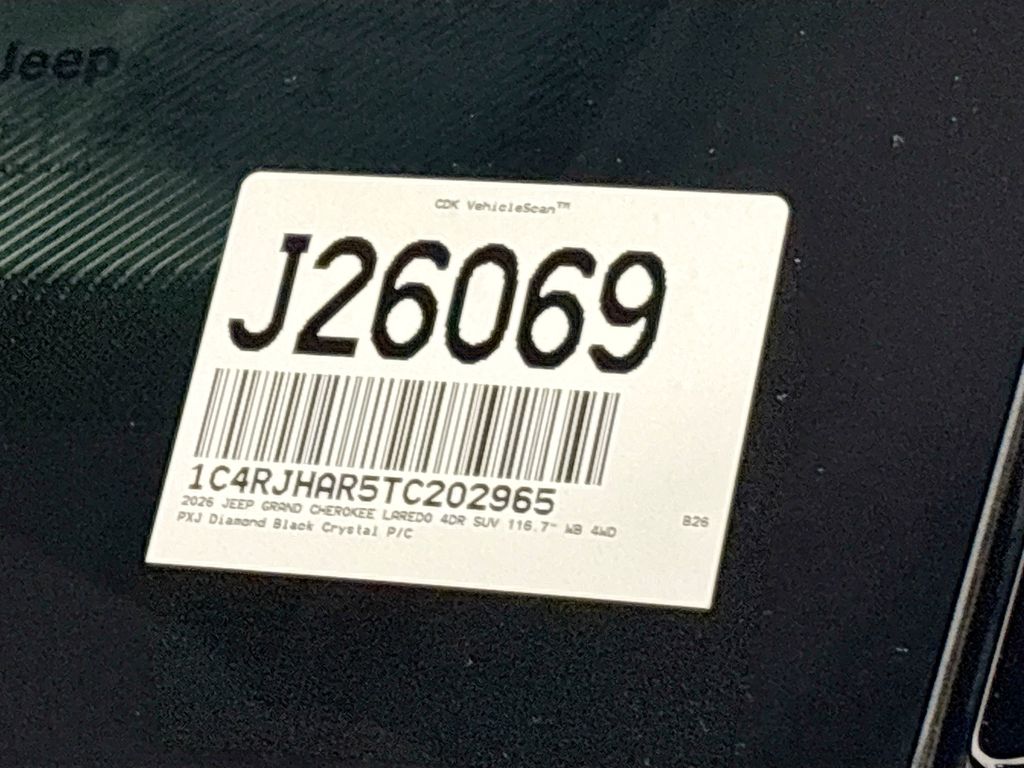 Jeep
CDK VehicleScan™
J26069
1C4RJHAR5TC202965
2026 JEEP GRAND CHEROKEE LAREDO 4DR SUV 116.7" WB 4WD
PXJ Diamond Black Crystal P/C
B26